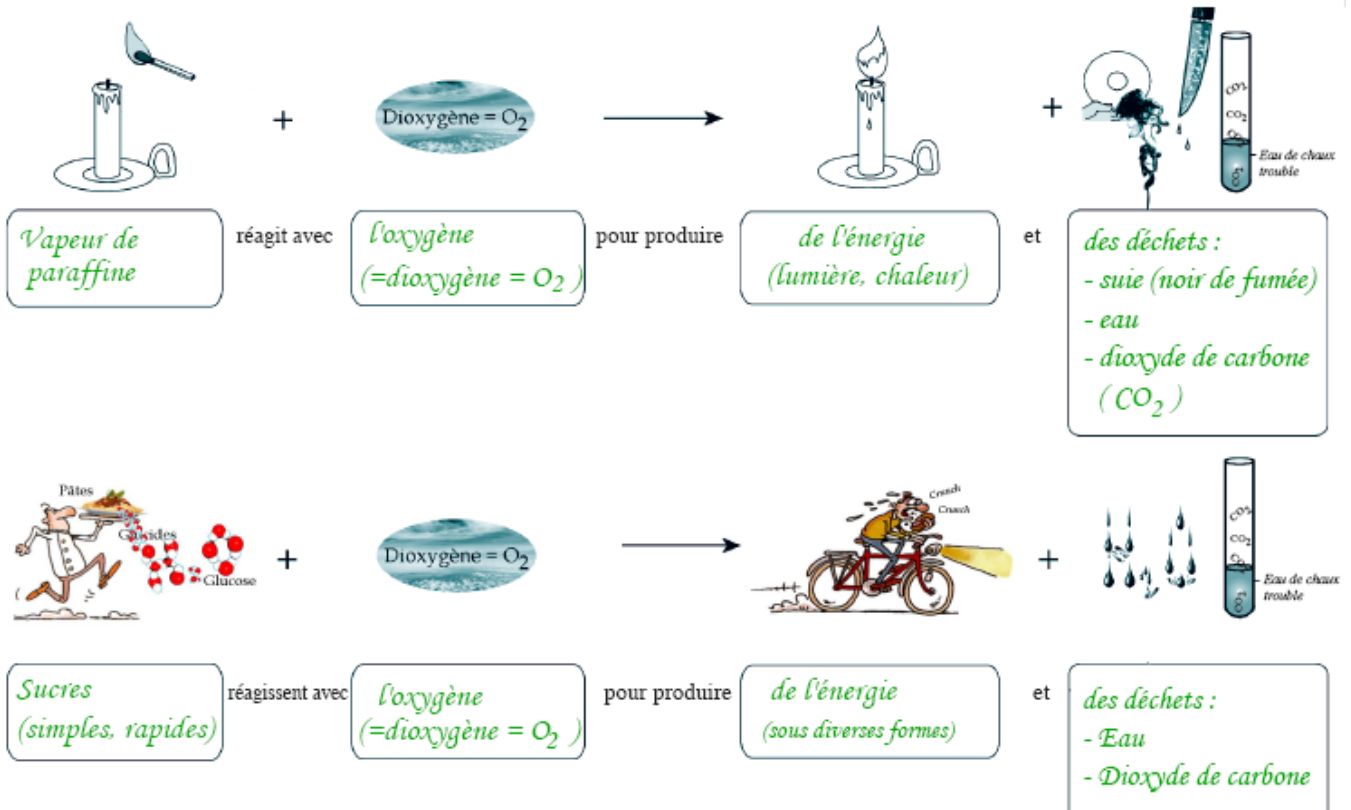 Dioxygène = O2
CO2
CO2
Eau de chaux
trouble
Vapeur de
paraffine
réagit avec
l'oxygène
(=dioxygène = O2 )
pour produire
de l'énergie
(lumière, chaleur)
et
des déchets :
- suie (noir de fumée)
- eau
- dioxyde de carbone
( CO2 )
Pâtes
Glucides
Glucose
Dioxygène = O2
Crunch
Crunch
CO2
CO2
Eau de chaux
trouble
Sucres
(simples, rapides)
réagissent avec
l'oxygène
(=dioxygène = O2 )
pour produire
de l'énergie
(sous diverses formes)
et
des déchets :
- Eau
- Dioxyde de carbone